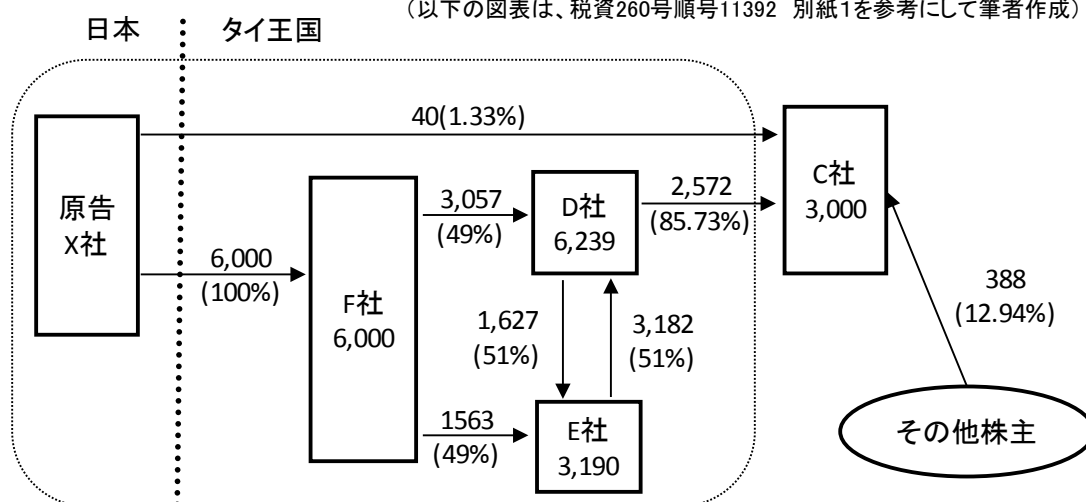 (以下の図表は、税資260号順号11392 別紙1を参考にして筆者作成)
日本
タイ王国
40(1.33%)
原告
X社
6,000
(100%)
F社
6,000
3,057
(49%)
D社
6,239
2,572
(85.73%)
C社
3,000
1,627
(51%)
3,182
(51%)
1563
(49%)
E社
3,190
388
(12.94%)
その他株主